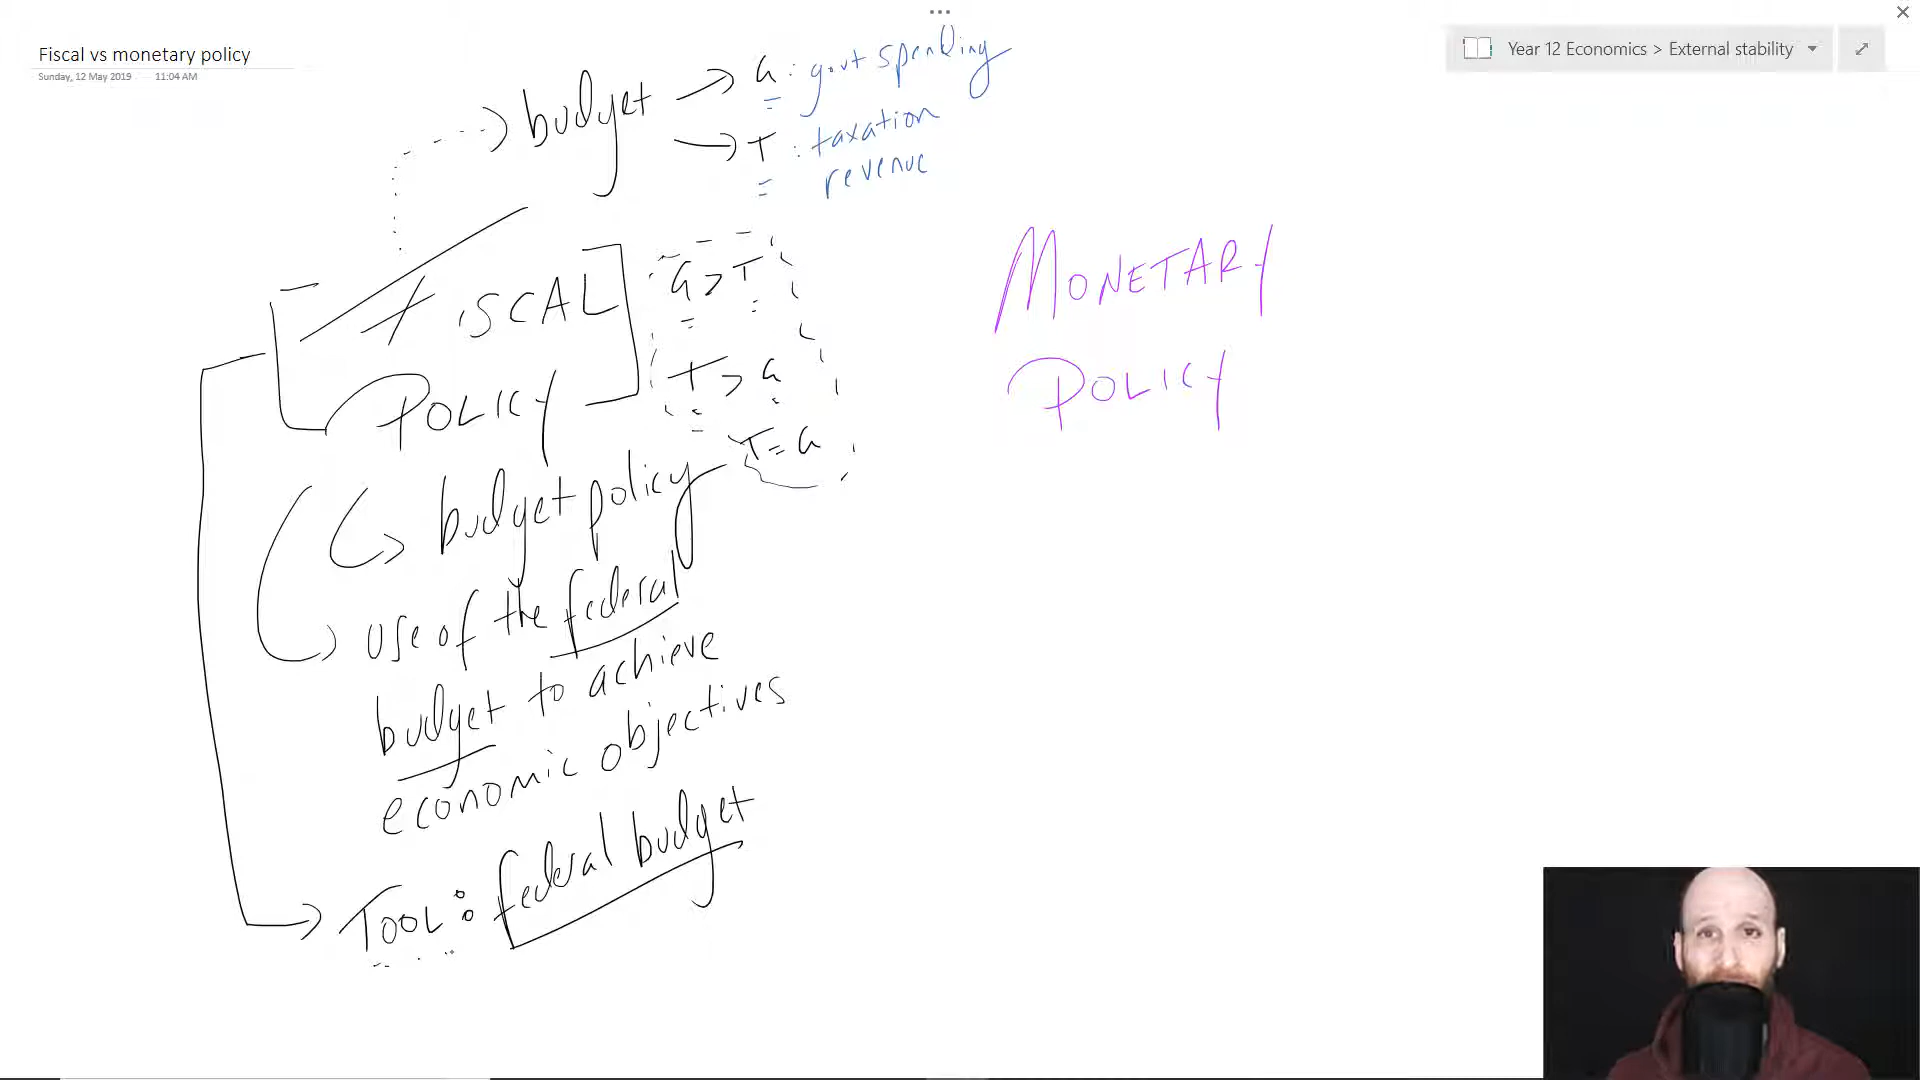 Fiscal vs monetary policy
Sunday, 12 May 2019 11:04 AM
Year 12 Economics > External stability
budget → G : govt spending
→ T : taxation
revenue
FISCAL
POLICY
G > T
T > G
T = G
MONETARY
POLICY
budget policy
use of the federal
budget to achieve
economic objectives
TOOL : federal budget